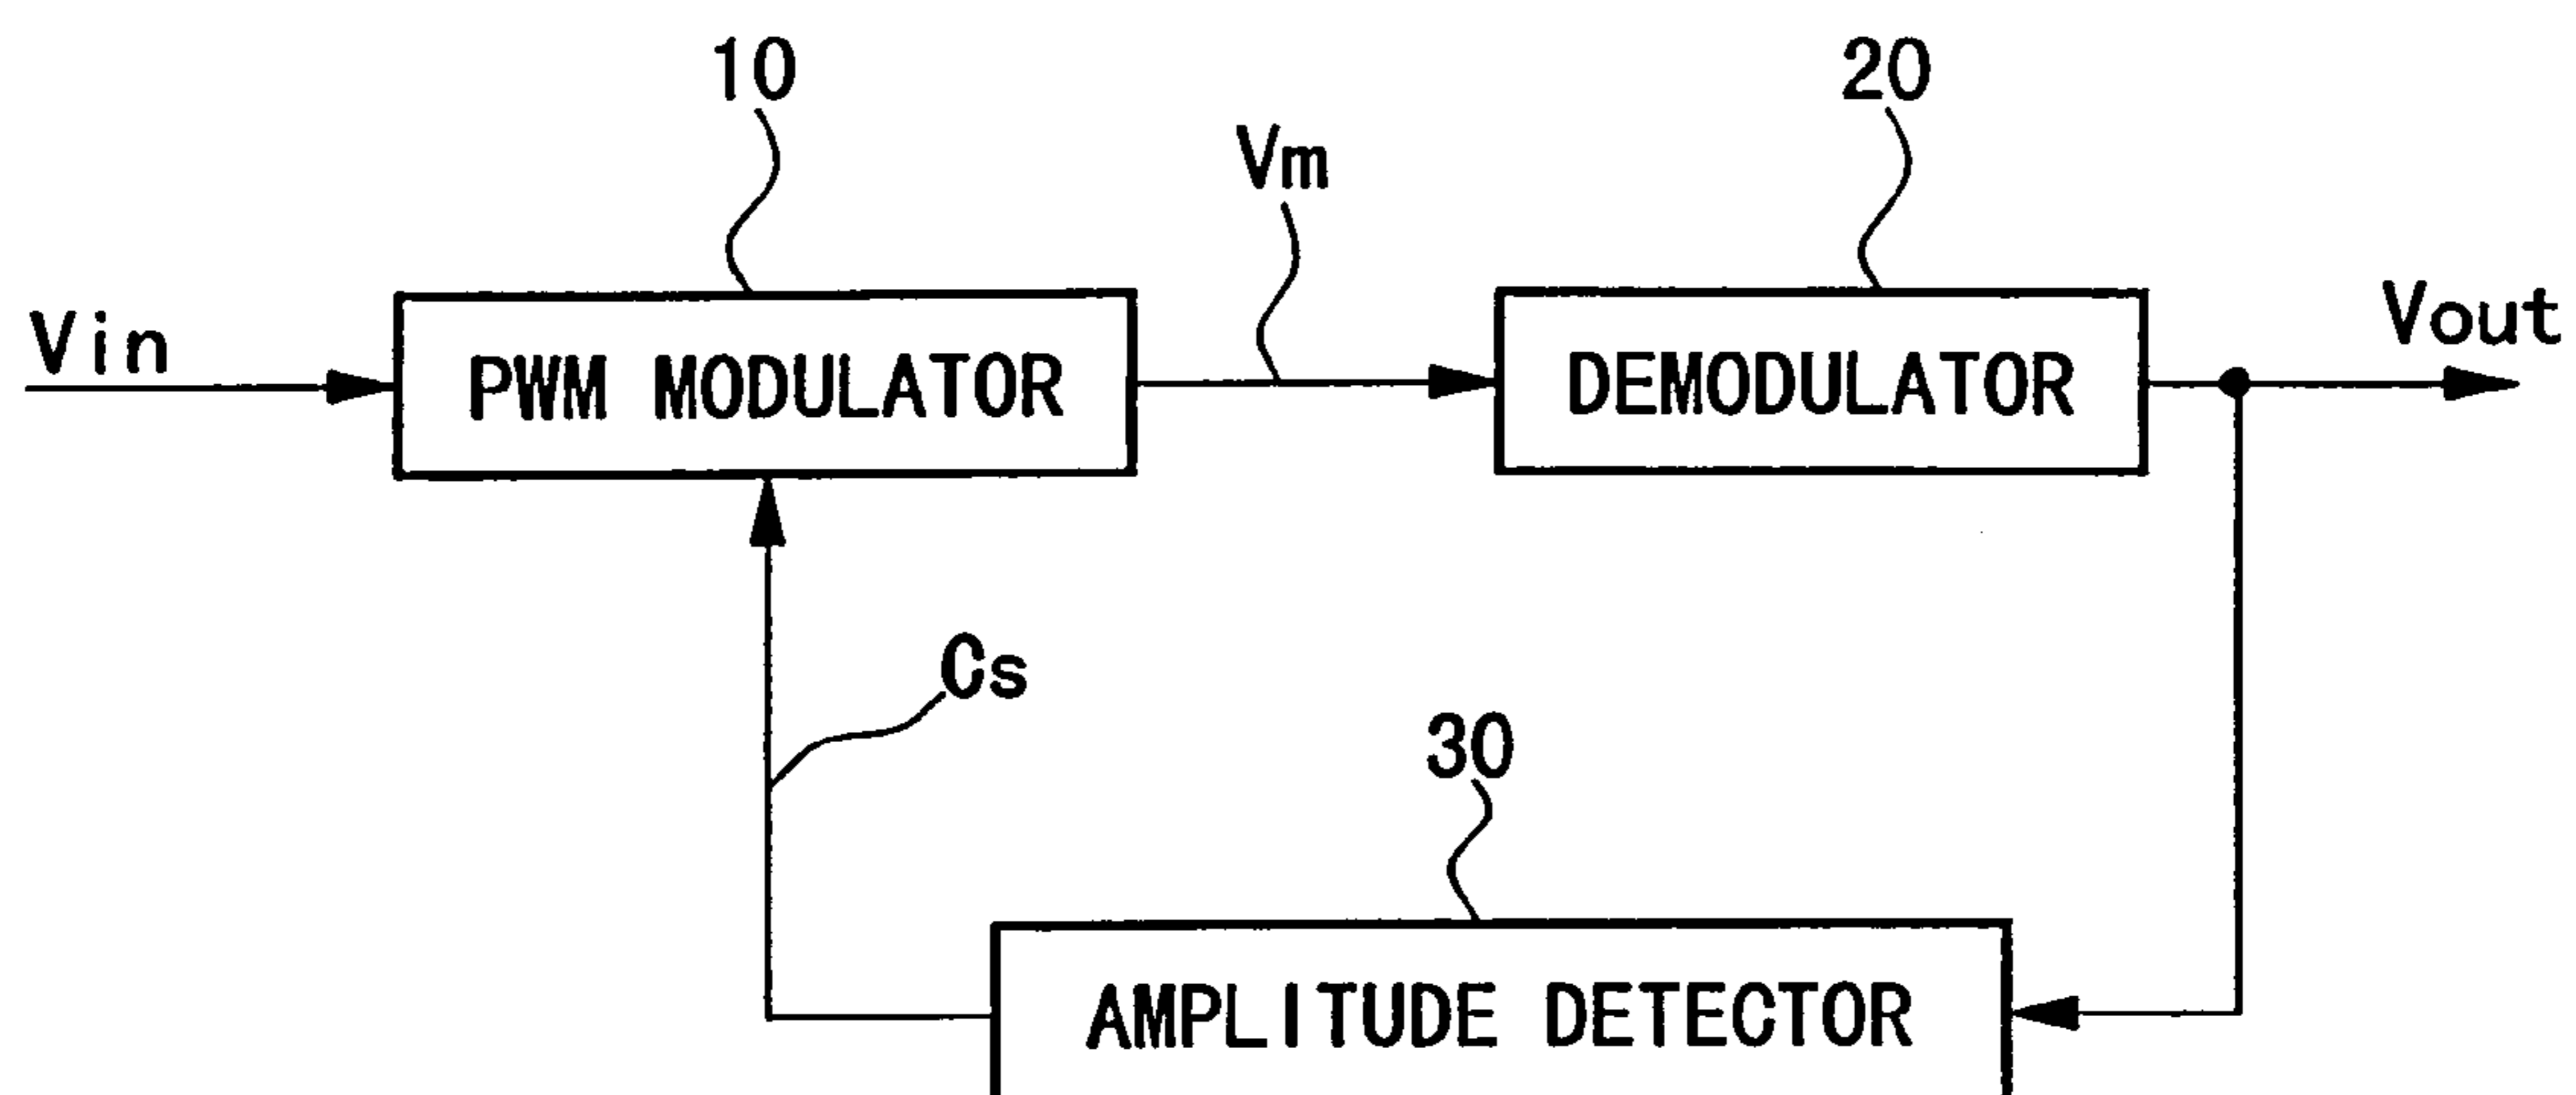 10
20
Vm
Vin
PWM MODULATOR
DEMODULATOR
Vout
Cs
30
AMPLITUDE DETECTOR